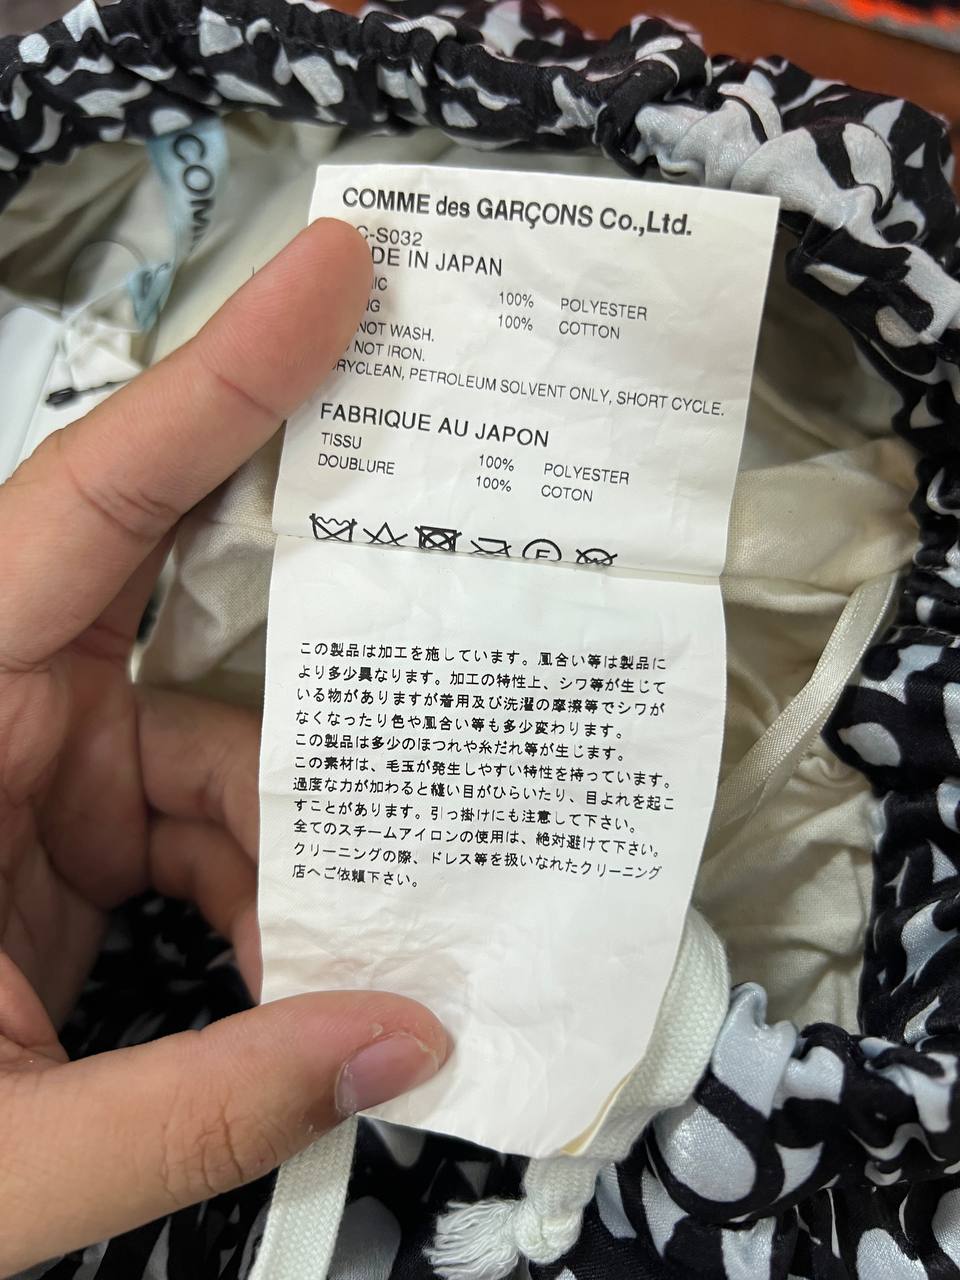 COM
COMME des GARÇONS Co.,Ltd.
C-S032
DE IN JAPAN
IC 100% POLYESTER
NG 100% COTTON
NOT WASH.
NOT IRON.
RYCLEAN, PETROLEUM SOLVENT ONLY, SHORT CYCLE.
FABRIQUE AU JAPON
TISSU 100% POLYESTER
DOUBLURE 100% COTON
F
この製品は加工を施しています。風合い等は製品に
より多少異なります。加工の特性上、シワ等が生じて
いる物がありますが着用及び洗濯の摩擦等でシワが
なくなったり色や風合い等も多少変わります。
この製品は多少のほつれや糸だれ等が生じます。
この素材は、毛玉が発生しやすい特性を持っています。
過度な力が加わると縫い目がひらいたり、目よれを起こ
すことがあります。引っ掛けにも注意して下さい。
全てのスチームアイロンの使用は、絶対避けて下さい。
クリーニングの際、ドレス等を扱いなれたクリーニング
店へご依頼下さい。